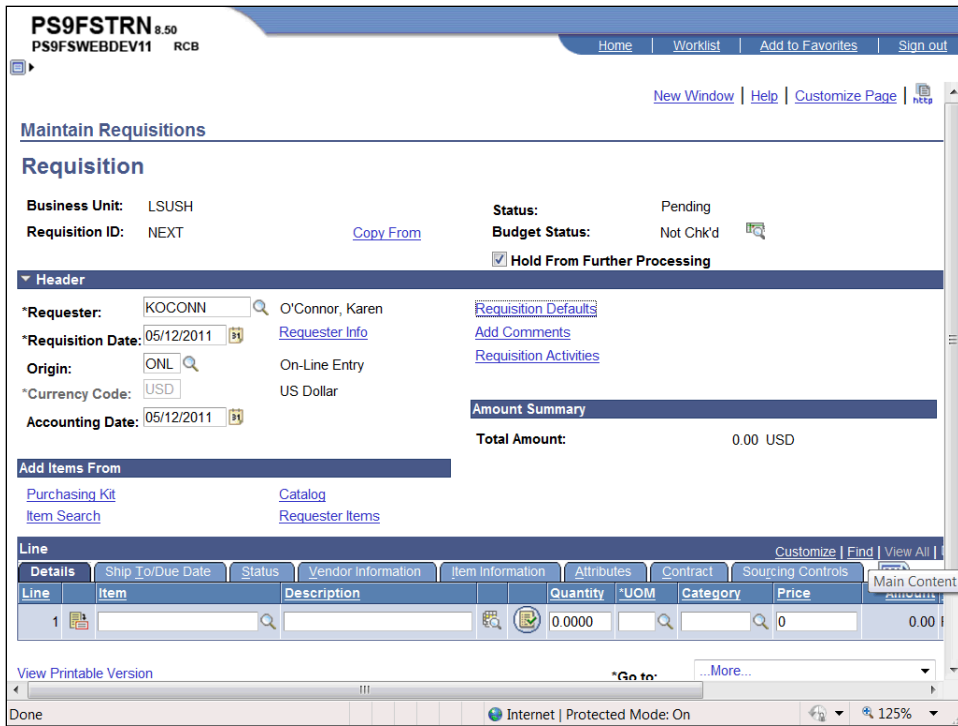 PS9FSTRN 8.50
PS9FSWEBDEV11 RCB
Home | Worklist | Add to Favorites | Sign out
New Window | Help | Customize Page | http
Maintain Requisitions
Requisition
Business Unit: LSUSH Status: Pending
Requisition ID: NEXT Copy From Budget Status: Not Chk'd
Hold From Further Processing
Header
*Requester: KOCONN O'Connor, Karen Requisition Defaults
*Requisition Date: 05/12/2011 31 Requester Info Add Comments
Origin: ONL On-Line Entry Requisition Activities
*Currency Code: USD US Dollar
Accounting Date: 05/12/2011 31 Amount Summary
Total Amount: 0.00 USD
Add Items From
Purchasing Kit Catalog
Item Search Requester Items
Line Customize | Find | View All |
Details Ship To/Due Date Status Vendor Information Item Information Attributes Contract Sourcing Controls Main Content
Line Item Description Quantity *UOM Category Price Amount
1 0.0000 0 0.00
View Printable Version *Go to: ...More...
Done Internet | Protected Mode: On 125%